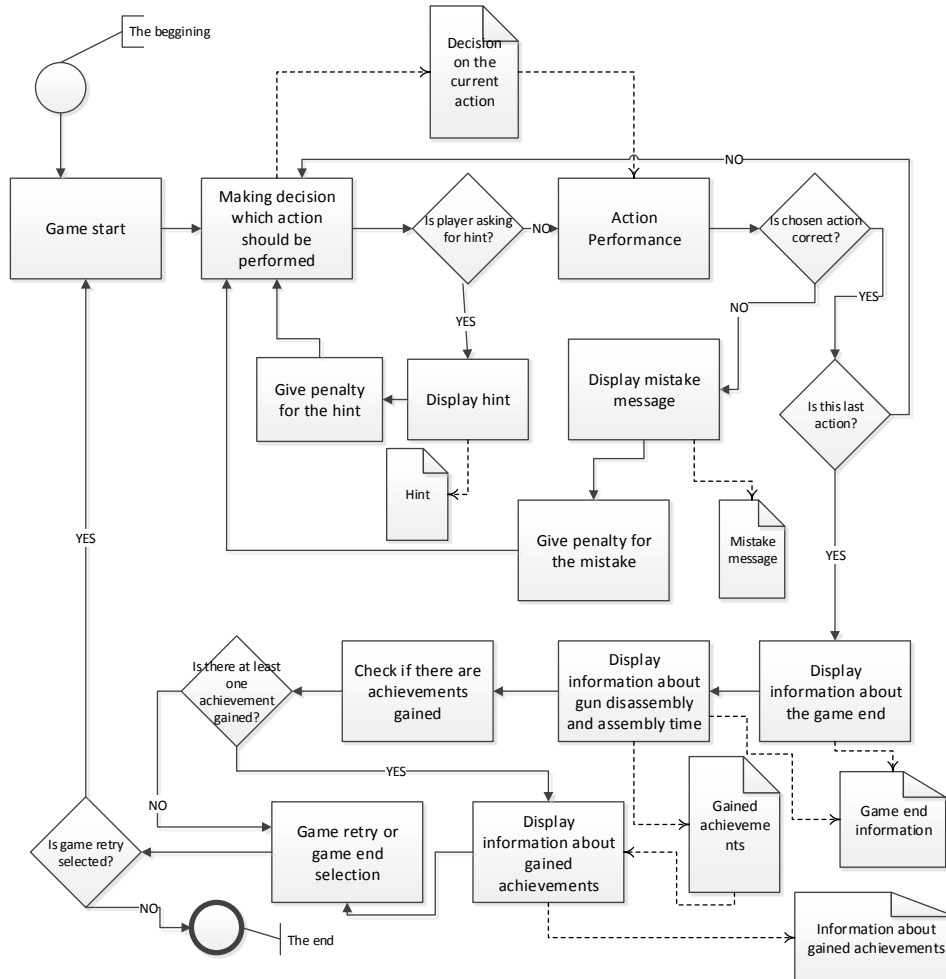 The beggining
Decision
on the
current
action
NO
Game start
Making decision
which action
should be
performed
Is player asking
for hint?
NO
Action
Performance
Is chosen action
correct?
YES
NO
YES
Give penalty
for the hint
Display hint
Display mistake
message
Is this last
action?
Hint
Give penalty for
the mistake
Mistake
message
YES
YES
Is there at least
one
achievement
gained?
Check if there are
achievements
gained
Display
information about
gun disassembly
and assembly time
Display
information about
the game end
YES
NO
Gained
achieveme
nts
Game end
information
Is game retry
selected?
Game retry or
game end
selection
Display
information about
gained
achievements
NO
The end
Information about
gained achievements